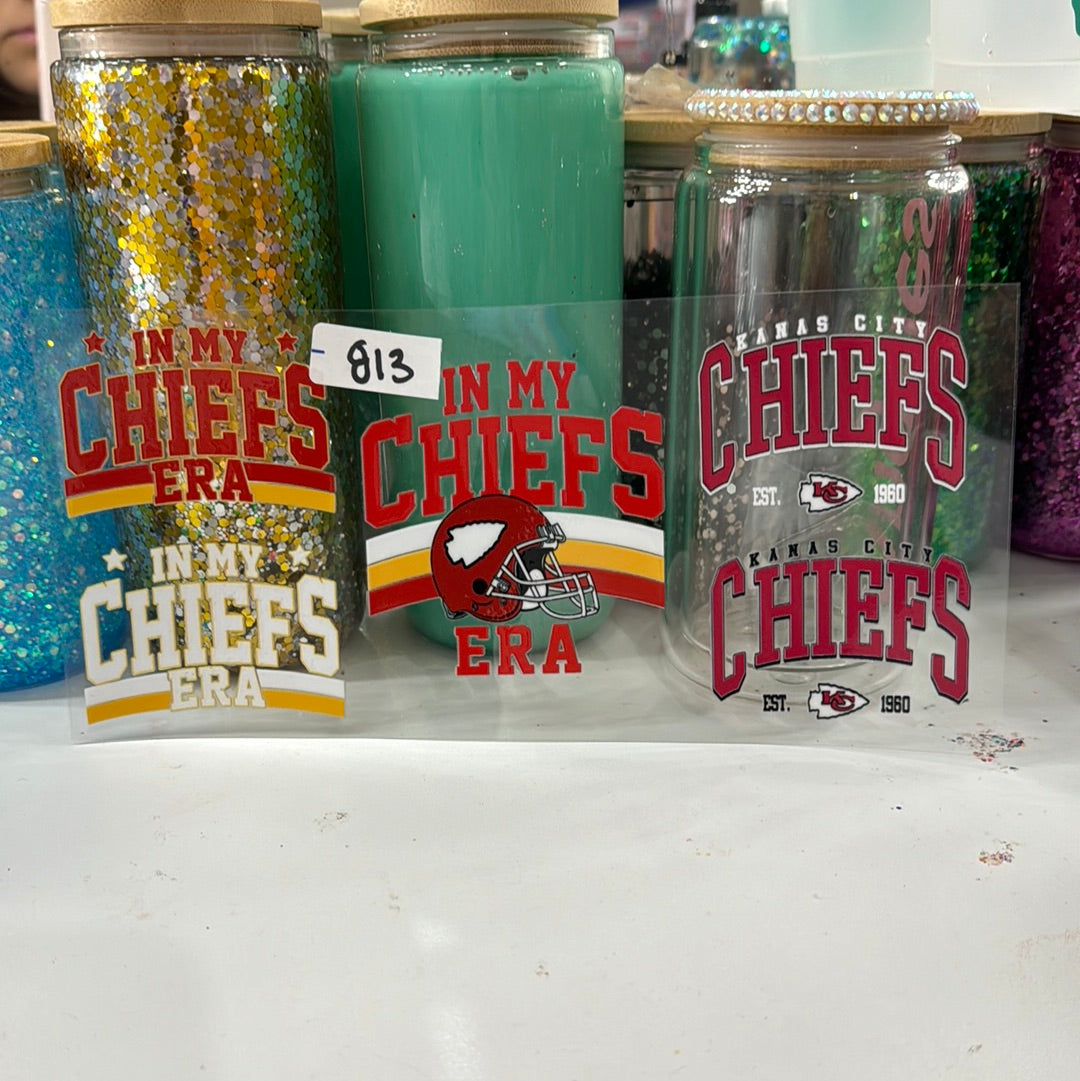 IN MY
CHIEFS
ERA
IN MY
CHIEFS
ERA
813
IN MY
CHIEFS
ERA
KANAS CITY
CHIEFS
EST. KC 1960
KANAS CITY
CHIEFS
EST. KC 1960